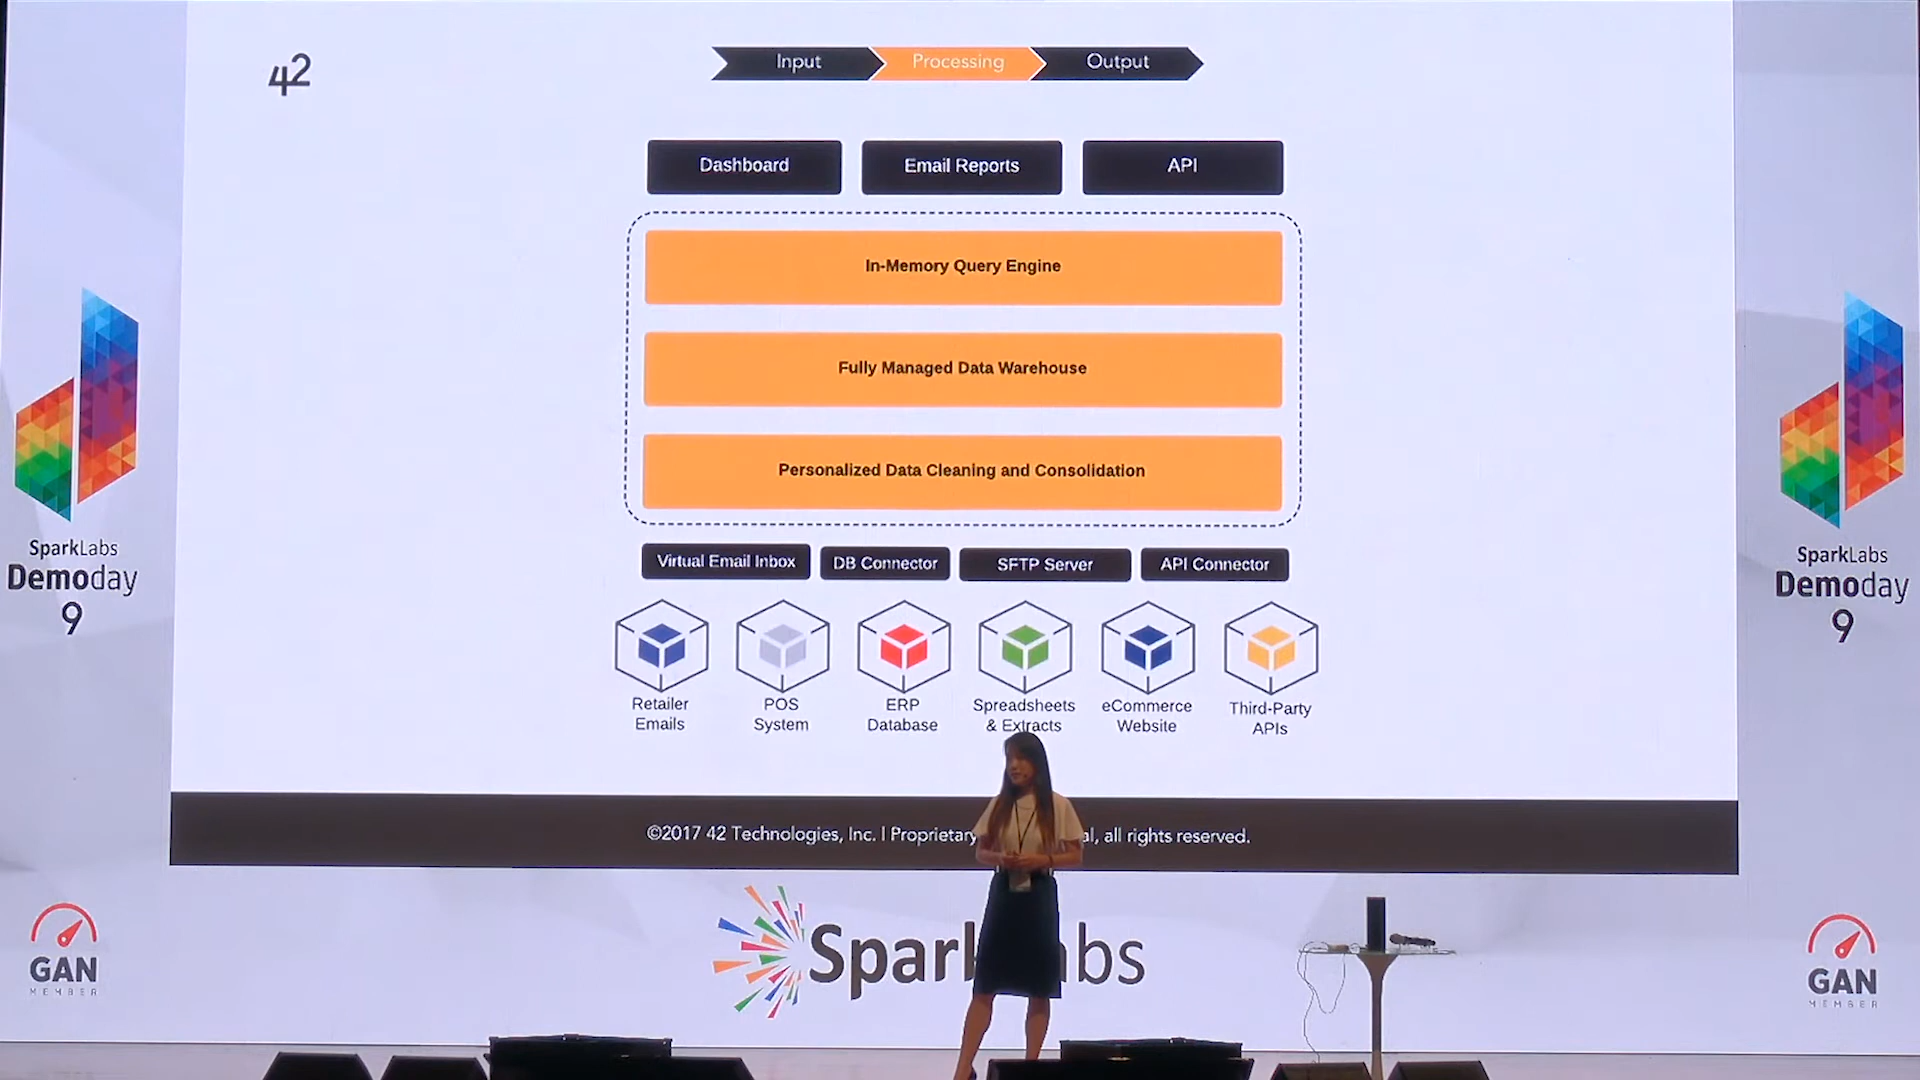 42
Input
Processing
Output
Dashboard
Email Reports
API
In-Memory Query Engine
Fully Managed Data Warehouse
Personalized Data Cleaning and Consolidation
Virtual Email Inbox
DB Connector
SFTP Server
API Connector
Retailer
Emails
POS
System
ERP
Database
Spreadsheets
& Extracts
eCommerce
Website
Third-Party
APIs
©2017 42 Technologies, Inc. | Proprietary al, all rights reserved.
SparkLabs
Demoday
9
SparkLabs
Demoday
9
GAN
MEMBER
Spark abs
GAN
MEMBER